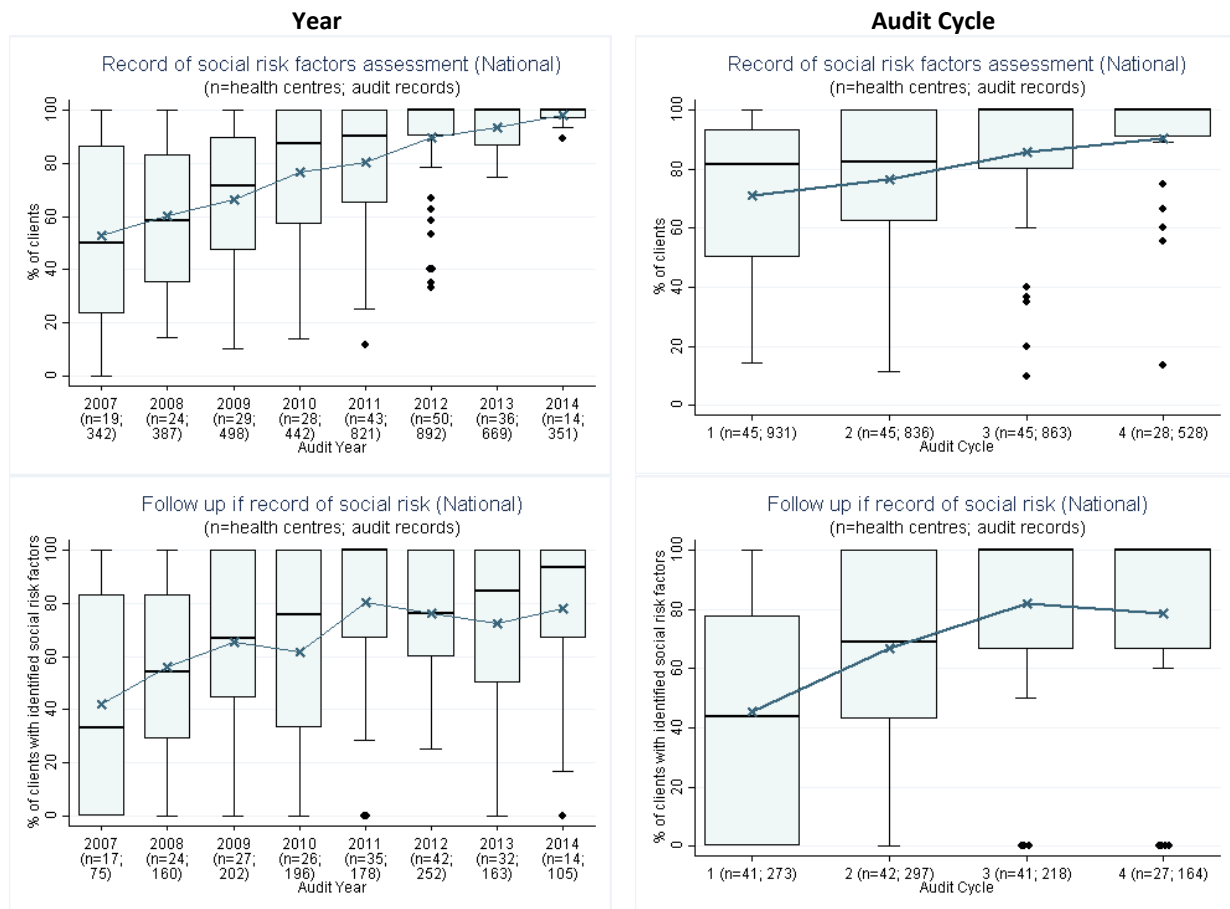 Year
Audit Cycle
Record of social risk factors assessment (National)
(n=health centres; audit records)
% of clients
100
80
60
40
20
0
2007 2008 2009 2010 2011 2012 2013 2014
(n=19; (n=24; (n=29; (n=28; (n=43; (n=50; (n=36; (n=14;
342) 387) 498) 442) 821) 892) 669) 351)
Audit Year
Record of social risk factors assessment (National)
(n=health centres; audit records)
% of clients
100
80
60
40
20
0
1 (n=45; 931) 2 (n=45; 836) 3 (n=45; 863) 4 (n=28; 528)
Audit Cycle
Follow up if record of social risk (National)
(n=health centres; audit records)
% of clients with identified social risk factors
100
80
60
40
20
0
2007 2008 2009 2010 2011 2012 2013 2014
(n=17; (n=24; (n=27; (n=26; (n=35; (n=42; (n=32; (n=14;
75) 160) 202) 196) 178) 252) 163) 105)
Audit Year
Follow up if record of social risk (National)
(n=health centres; audit records)
% of clients with identified social risk factors
100
80
60
40
20
0
1 (n=41; 273) 2 (n=42; 297) 3 (n=41; 218) 4 (n=27; 164)
Audit Cycle